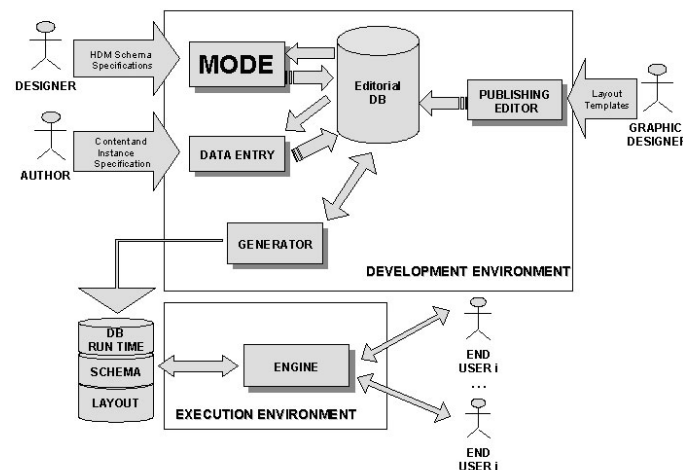 HDM Schema
Specifications
DESIGNER
MODE
Editorial
DB
PUBLISHING
EDITOR
Layout
Templates
GRAPHIC
DESIGNER
Contentand
Instance
Specification
AUTHOR
DATA ENTRY
GENERATOR
DEVELOPMENT ENVIRONMENT
DB
RUN TIME
SCHEMA
LAYOUT
ENGINE
EXECUTION ENVIRONMENT
END
USER i
...
END
USER i